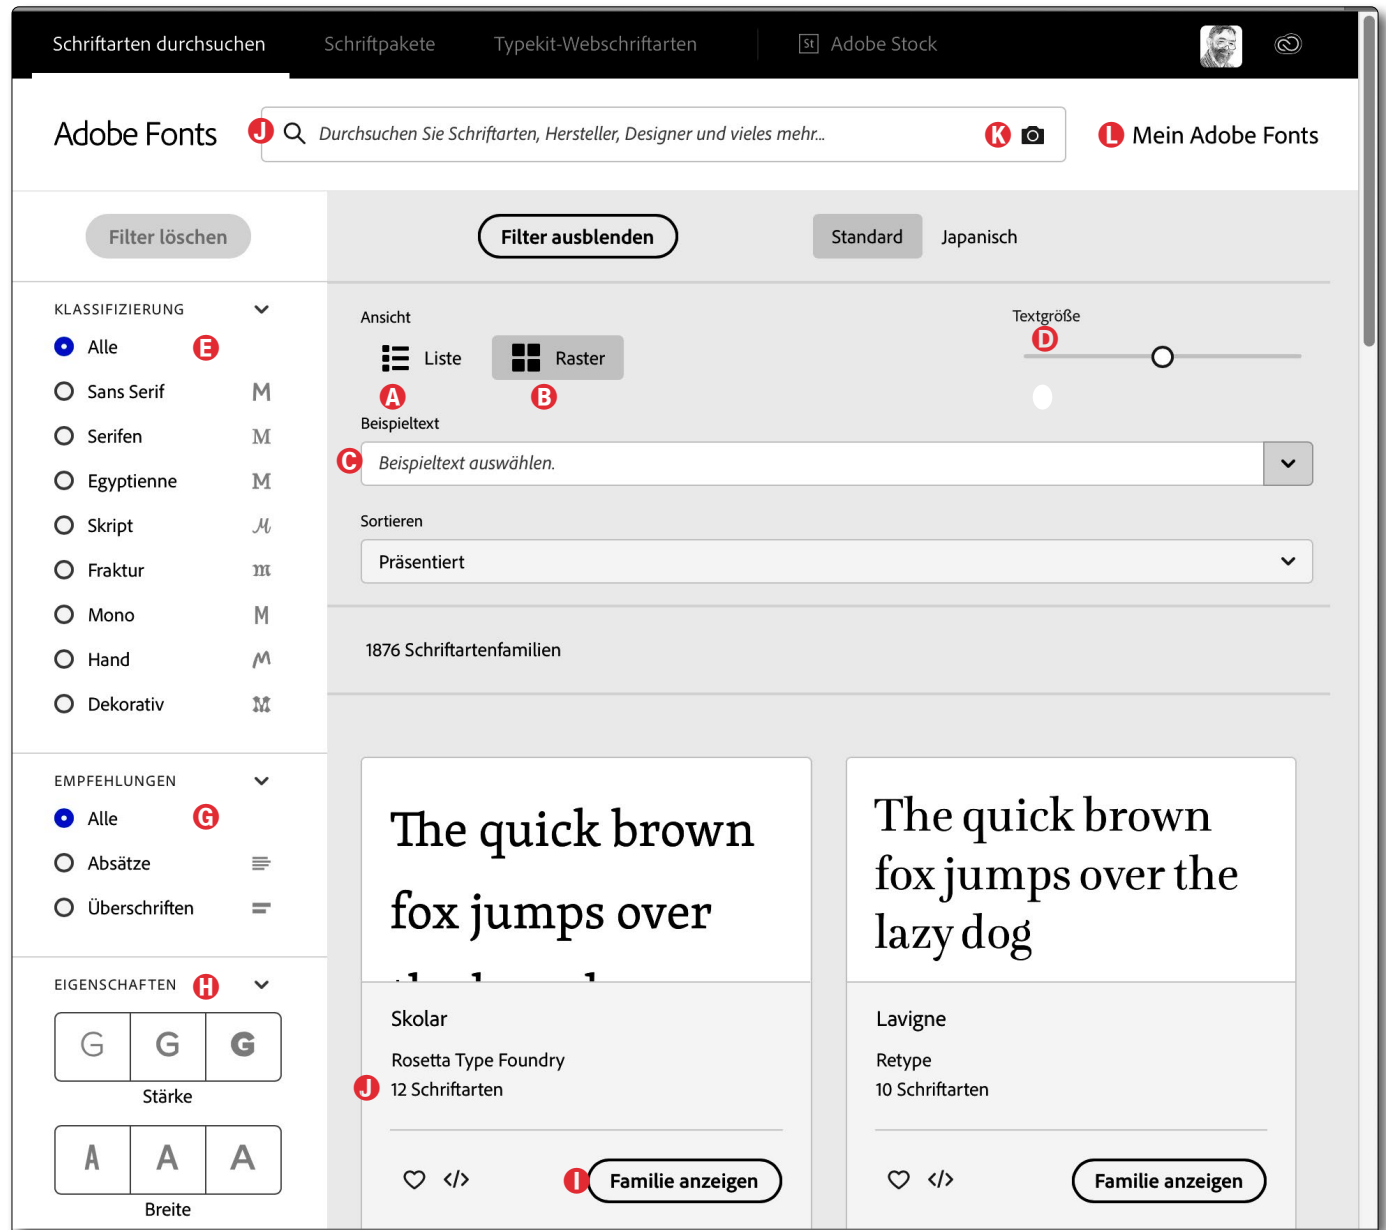 Schriftarten durchsuchen Schriftpakete Typekit-Webschriftarten St Adobe Stock
Adobe Fonts J Durchsuchen Sie Schriftarten, Hersteller, Designer und vieles mehr... K L Mein Adobe Fonts
Filter löschen
Filter ausblenden Standard Japanisch
KLASSIFIZIERUNG
Alle E
Sans Serif M
Serifen M
Egyptienne M
Skript M
Fraktur m
Mono M
Hand M
Dekorativ M
EMPFEHLUNGEN
Alle G
Absätze
Überschriften
EIGENSCHAFTEN H
G G G
Stärke
A A A
Breite
Ansicht
Liste Raster
A B
Textgröße
D
Beispieltext
C Beispieltext auswählen.
Sortieren
Präsentiert
1876 Schriftartenfamilien
The quick brown
fox jumps over
Skolar
Rosetta Type Foundry
J 12 Schriftarten
</> I Familie anzeigen
The quick brown
fox jumps over the
lazy dog
Lavigne
Retype
10 Schriftarten
</> Familie anzeigen